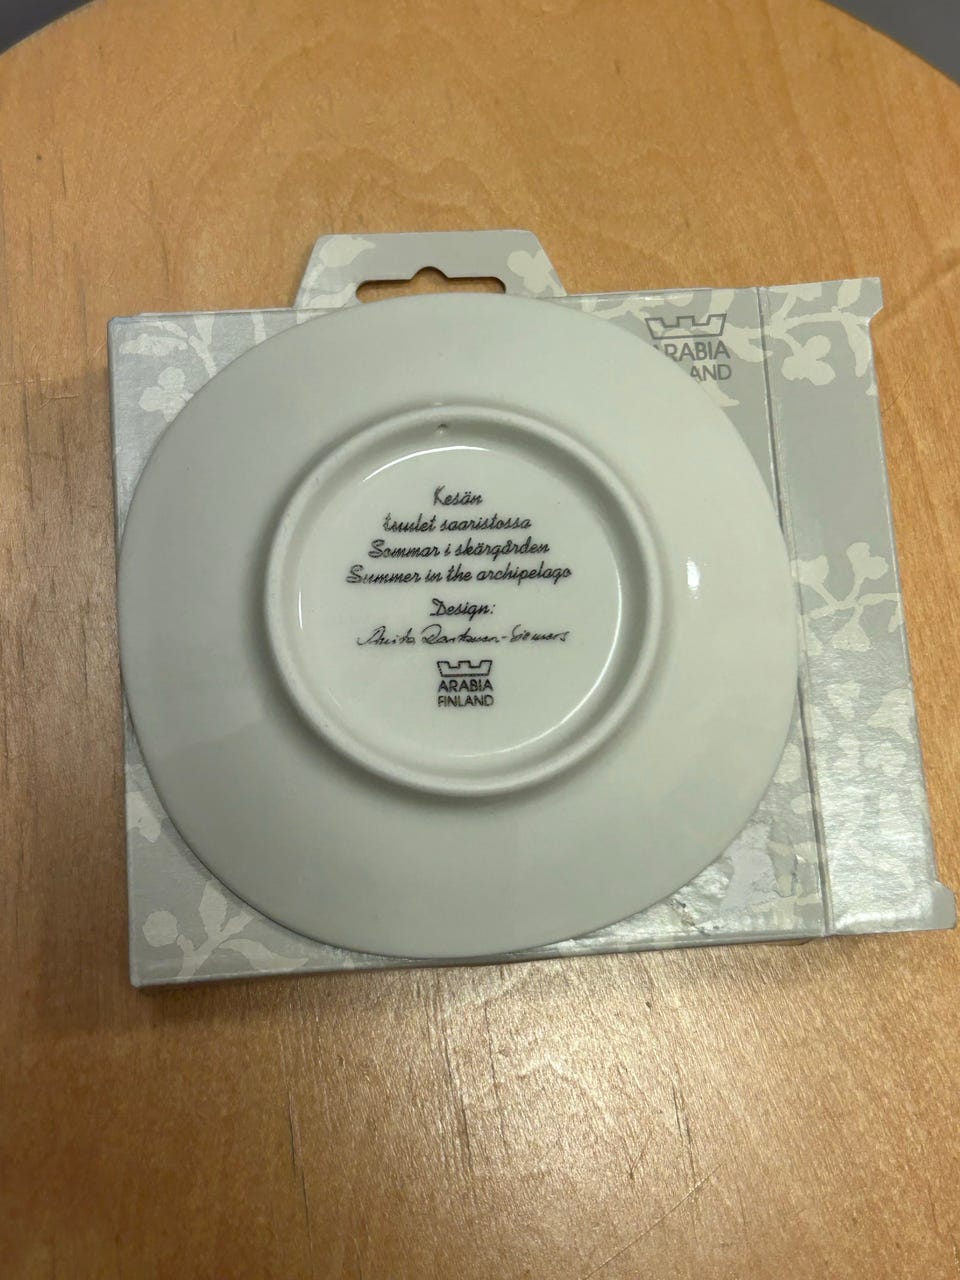 ARABIA
FINLAND
Kesän
tuulet saaristossa
Sommar i skärgården
Summer in the archipelago
Design:
ARABIA
FINLAND